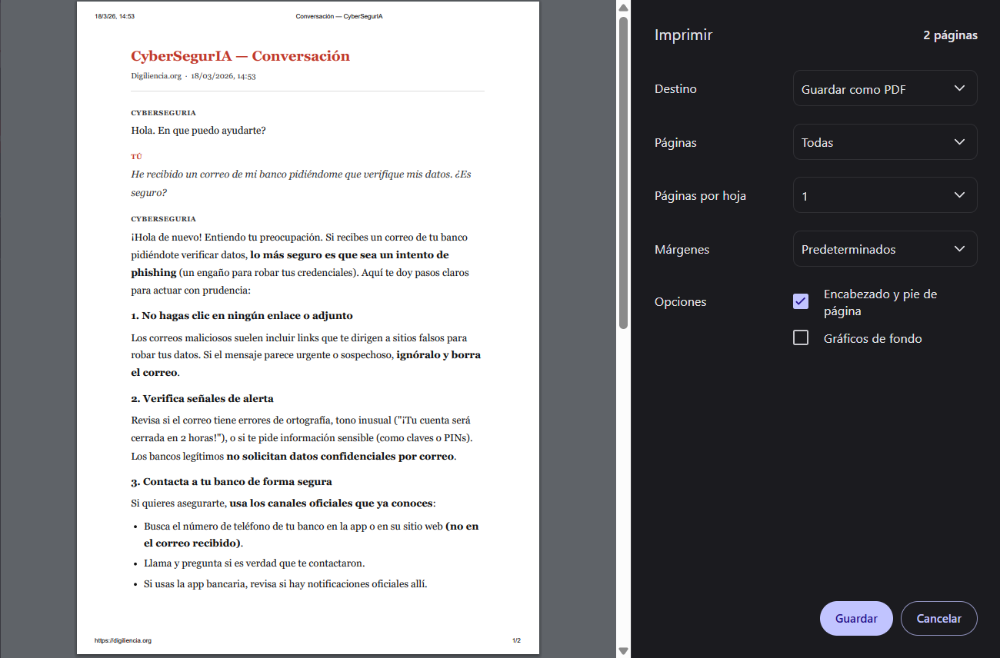 18/3/26, 14:53
Conversación — CyberSegurIA
CyberSegurIA — Conversación
Digiliencia.org · 18/03/2026, 14:53
CYBERSEGURIA
Hola. En que puedo ayudarte?
TÚ
He recibido un correo de mi banco pidiéndome que verifique mis datos. ¿Es
seguro?
CYBERSEGURIA
¡Hola de nuevo! Entiendo tu preocupación. Si recibes un correo de tu banco
pidiéndote verificar datos, lo más seguro es que sea un intento de
phishing (un engaño para robar tus credenciales). Aquí te doy pasos claros
para actuar con prudencia:
1. No hagas clic en ningún enlace o adjunto
Los correos maliciosos suelen incluir links que te dirigen a sitios falsos para
robar tus datos. Si el mensaje parece urgente o sospechoso, ignóralo y borra
el correo.
2. Verifica señales de alerta
Revisa si el correo tiene errores de ortografía, tono inusual ("¡Tu cuenta será
cerrada en 2 horas!"), o si te pide información sensible (como claves o PINs).
Los bancos legítimos no solicitan datos confidenciales por correo.
3. Contacta a tu banco de forma segura
Si quieres asegurarte, usa los canales oficiales que ya conoces:
• Busca el número de teléfono de tu banco en la app o en su sitio web (no en
el correo recibido).
• Llama y pregunta si es verdad que te contactaron.
• Si usas la app bancaria, revisa si hay notificaciones oficiales allí.
https://digiliencia.org
1/2
Imprimir
2 páginas
Destino
Guardar como PDF
Páginas
Todas
Páginas por hoja
1
Márgenes
Predeterminados
Opciones
Encabezado y pie de
página
Gráficos de fondo
Guardar
Cancelar